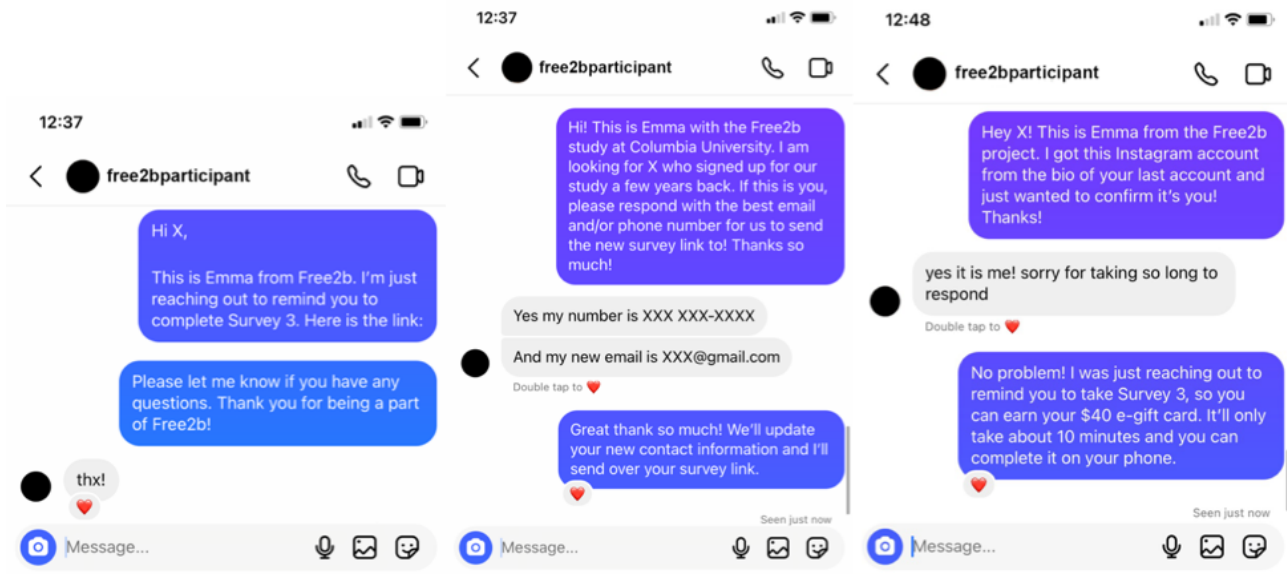 12:37
free2bparticipant
Hi X,
This is Emma from Free2b. I'm just
reaching out to remind you to
complete Survey 3. Here is the link:
Please let me know if you have any
questions. Thank you for being a part
of Free2b!
thx!
Message...
12:37
free2bparticipant
Hi! This is Emma with the Free2b
study at Columbia University. I am
looking for X who signed up for our
study a few years back. If this is you,
please respond with the best email
and/or phone number for us to send
the new survey link to! Thanks so
much!
Yes my number is XXX XXX-XXXX
And my new email is XXX@gmail.com
Double tap to ❤️
Great thank so much! We'll update
your new contact information and I'll
send over your survey link.
Seen just now
Message...
12:48
free2bparticipant
Hey X! This is Emma from the Free2b
project. I got this Instagram account
from the bio of your last account and
just wanted to confirm it's you!
Thanks!
yes it is me! sorry for taking so long to
respond
Double tap to ❤️
No problem! I was just reaching out to
remind you to take Survey 3, so you
can earn your $40 e-gift card. It'll only
take about 10 minutes and you can
complete it on your phone.
Seen just now
Message...